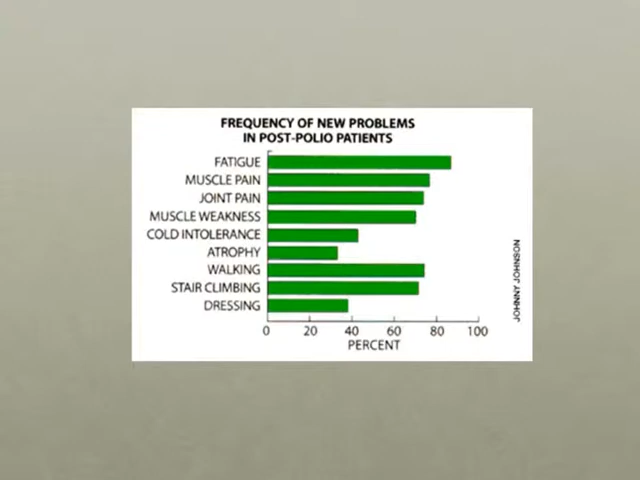 FREQUENCY OF NEW PROBLEMS
IN POST-POLIO PATIENTS
FATIGUE
MUSCLE PAIN
JOINT PAIN
MUSCLE WEAKNESS
COLD INTOLERANCE
ATROPHY
WALKING
STAIR CLIMBING
DRESSING
0 20 40 60 80 100
PERCENT
JOHNNY JOHNSON